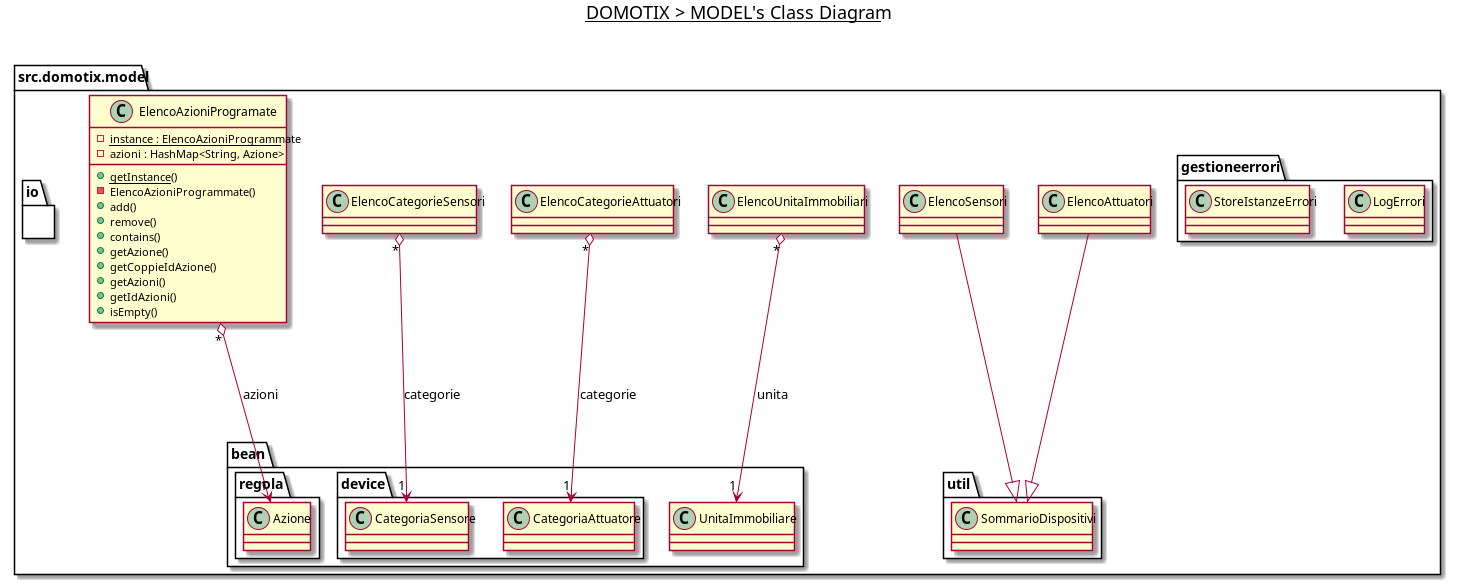 DOMOTIX > MODEL's Class Diagram
src.domotix.model
io
C ElencoAzioniProgramate
instance : ElencoAzioniProgrammate
azioni : HashMap<String, Azione>
getInstance()
ElencoAzioniProgrammate()
add()
remove()
contains()
getAzione()
getCoppieIdAzione()
getAzioni()
getIdAzioni()
isEmpty()
C ElencoCategorieSensori
C ElencoCategorieAttuatori
C ElencoUnitaImmobiliari
C ElencoSensori
C ElencoAttuatori
gestioneerrori
C StoreIstanzeErrori
C LogErrori
*
*
*
*
azioni
categorie
categorie
unita
bean
regola
1
C Azione
device
1
C CategoriaSensore
1
C CategoriaAttuatore
1
C UnitaImmobiliare
util
C SommarioDispositivi